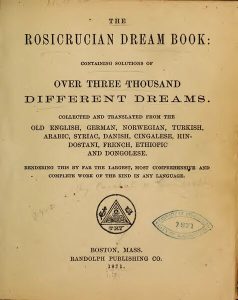 THE
ROSICRUCIAN DREAM BOOK:
CONTAINING SOLUTIONS OF
OVER THREE THOUSAND
DIFFERENT DREAMS.
COLLECTED AND TRANSLATED FROM THE
OLD ENGLISH, GERMAN, NORWEGIAN, TURKISH,
ARABIC, SYRIAC, DANISH, CINGALESE, HIN-
DOSTANI, FRENCH, ETHIOPIC
AND DONGOLESE.
RENDERING THIS BY FAR THE LARGEST, MOST COMPREHENSIVE AND
COMPLETE WORK OF THE KIND IN ANY LANGUAGE.
TRY
BOSTON, MASS.
RANDOLPH PUBLISHING CO.
1871.